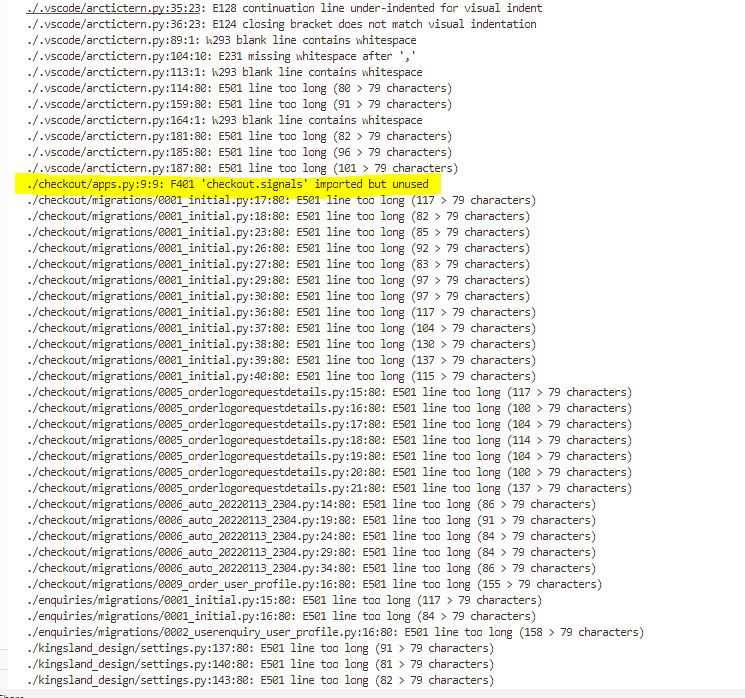 ./.vscode/arctictern.py:35:23: E128 continuation line under-indented for visual indent
./.vscode/arctictern.py:36:23: E124 closing bracket does not match visual indentation
./.vscode/arctictern.py:89:1: W293 blank line contains whitespace
./.vscode/arctictern.py:104:10: E231 missing whitespace after ','
./.vscode/arctictern.py:113:1: W293 blank line contains whitespace
./.vscode/arctictern.py:114:80: E501 line too long (80 > 79 characters)
./.vscode/arctictern.py:159:80: E501 line too long (91 > 79 characters)
./.vscode/arctictern.py:164:1: W293 blank line contains whitespace
./.vscode/arctictern.py:181:80: E501 line too long (82 > 79 characters)
./.vscode/arctictern.py:185:80: E501 line too long (96 > 79 characters)
./.vscode/arctictern.py:187:80: E501 line too long (101 > 79 characters)
./checkout/apps.py:9:9: F401 'checkout.signals' imported but unused
./checkout/migrations/0001_initial.py:17:80: E501 line too long (117 > 79 characters)
./checkout/migrations/0001_initial.py:18:80: E501 line too long (82 > 79 characters)
./checkout/migrations/0001_initial.py:23:80: E501 line too long (85 > 79 characters)
./checkout/migrations/0001_initial.py:26:80: E501 line too long (92 > 79 characters)
./checkout/migrations/0001_initial.py:27:80: E501 line too long (83 > 79 characters)
./checkout/migrations/0001_initial.py:29:80: E501 line too long (97 > 79 characters)
./checkout/migrations/0001_initial.py:30:80: E501 line too long (97 > 79 characters)
./checkout/migrations/0001_initial.py:36:80: E501 line too long (117 > 79 characters)
./checkout/migrations/0001_initial.py:37:80: E501 line too long (104 > 79 characters)
./checkout/migrations/0001_initial.py:38:80: E501 line too long (130 > 79 characters)
./checkout/migrations/0001_initial.py:39:80: E501 line too long (137 > 79 characters)
./checkout/migrations/0001_initial.py:40:80: E501 line too long (115 > 79 characters)
./checkout/migrations/0005_orderlogorequestdetails.py:15:80: E501 line too long (117 > 79 characters)
./checkout/migrations/0005_orderlogorequestdetails.py:16:80: E501 line too long (100 > 79 characters)
./checkout/migrations/0005_orderlogorequestdetails.py:17:80: E501 line too long (104 > 79 characters)
./checkout/migrations/0005_orderlogorequestdetails.py:18:80: E501 line too long (114 > 79 characters)
./checkout/migrations/0005_orderlogorequestdetails.py:19:80: E501 line too long (104 > 79 characters)
./checkout/migrations/0005_orderlogorequestdetails.py:20:80: E501 line too long (100 > 79 characters)
./checkout/migrations/0005_orderlogorequestdetails.py:21:80: E501 line too long (137 > 79 characters)
./checkout/migrations/0006_auto_20220113_2304.py:14:80: E501 line too long (86 > 79 characters)
./checkout/migrations/0006_auto_20220113_2304.py:19:80: E501 line too long (91 > 79 characters)
./checkout/migrations/0006_auto_20220113_2304.py:24:80: E501 line too long (84 > 79 characters)
./checkout/migrations/0006_auto_20220113_2304.py:29:80: E501 line too long (84 > 79 characters)
./checkout/migrations/0006_auto_20220113_2304.py:34:80: E501 line too long (86 > 79 characters)
./checkout/migrations/0009_order_user_profile.py:16:80: E501 line too long (155 > 79 characters)
./enquiries/migrations/0001_initial.py:15:80: E501 line too long (117 > 79 characters)
./enquiries/migrations/0001_initial.py:16:80: E501 line too long (84 > 79 characters)
./enquiries/migrations/0002_userenquiry_user_profile.py:16:80: E501 line too long (158 > 79 characters)
./kingsland_design/settings.py:137:80: E501 line too long (91 > 79 characters)
./kingsland_design/settings.py:140:80: E501 line too long (81 > 79 characters)
./kingsland_design/settings.py:143:80: E501 line too long (82 > 79 characters)